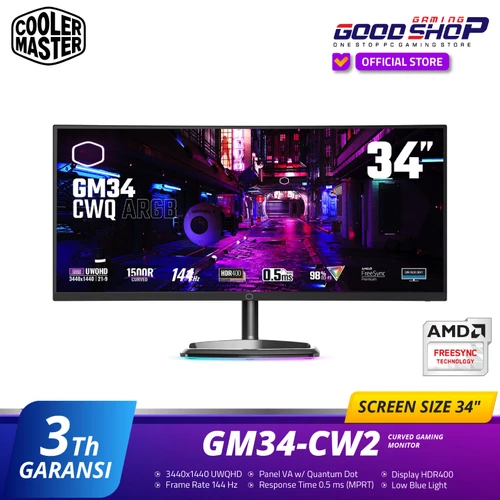 COOLER
MASTER
GAMING
GOODSHOP
ONE STOP PC GAMING STORE
OFFICIAL STORE
34"
GM34
CWQ ARGB
UWQHD
3440x1440 | 21:9
1500R
CURVED
144Hz
HDR400
0.5ms
98%
AMD
FreeSync
Premium
AMD
FREESYNC
TECHNOLOGY
SCREEN SIZE 34"
3Th
GARANSI
GM34-CW2
CURVED GAMING
MONITOR
3440x1440 UWQHD
Panel VA w/ Quantum Dot
Display HDR400
Frame Rate 144 Hz
Response Time 0.5 ms (MPRT)
Low Blue Light